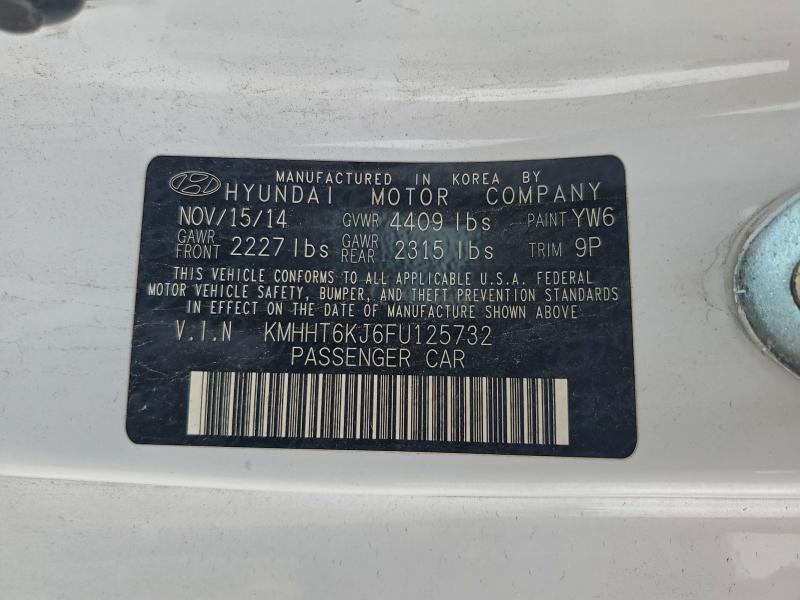 MANUFACTURED IN KOREA BY
HYUNDAI MOTOR COMPANY
NOV/15/14 GVWR 4409 lbs PAINT YW6
GAWR FRONT 2227 lbs GAWR REAR 2315 lbs TRIM 9P
THIS VEHICLE CONFORMS TO ALL APPLICABLE U.S.A. FEDERAL
MOTOR VEHICLE SAFETY, BUMPER, AND THEFT PREVENTION STANDARDS
IN EFFECT ON THE DATE OF MANUFACTURE SHOWN ABOVE
V.I.N KMHHT6KJ6FU125732
PASSENGER CAR